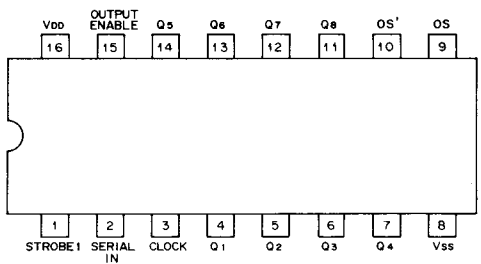 VDD OUTPUT ENABLE Q5 Q6 Q7 Q8 OS' OS
16 15 14 13 12 11 10 9
1 2 3 4 5 6 7 8
STROBE1 SERIAL IN CLOCK Q1 Q2 Q3 Q4 VSS